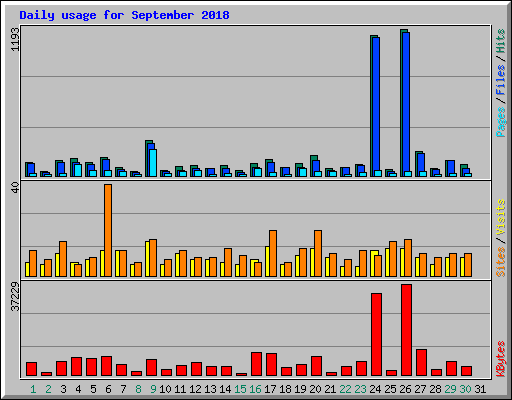 Daily usage for September 2018
1193
Pages / Files / Hits
40
Sites / Visits
37229
KBytes
1 2 3 4 5 6 7 8 9 10 11 12 13 14 15 16 17 18 19 20 21 22 23 24 25 26 27 28 29 30 31